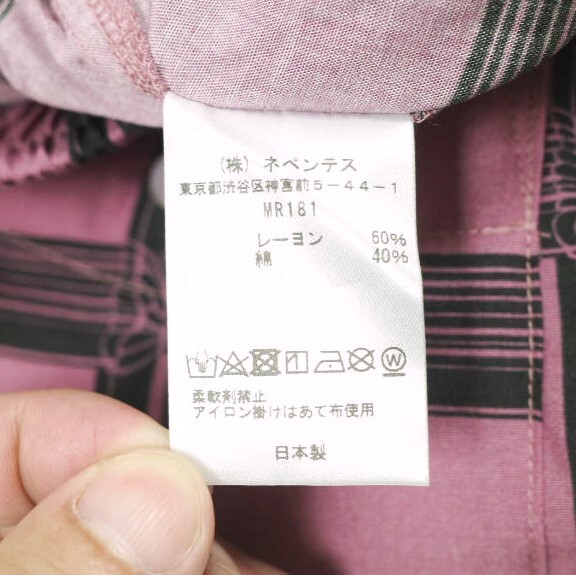 (株) ネペンテス
東京都渋谷区神宮前5-44-1
MR181
レーヨン 60%
綿 40%
W
柔軟剤禁止
アイロン掛けはあて布使用
日本製